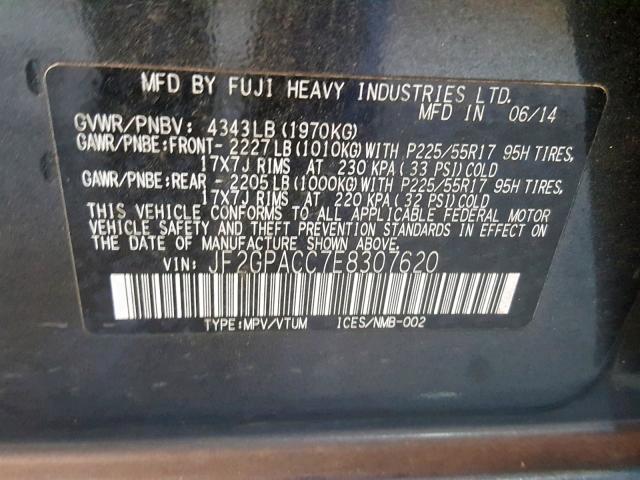 MFD BY FUJI HEAVY INDUSTRIES LTD.
MFD IN 06/14
GVWR/PNBV: 4343LB (1970KG)
GAWR/PNBE:FRONT- 2227LB (1010KG) WITH P225/55R17 95H TIRES,
17X7J RIMS AT 230 KPA (33 PSI) COLD
GAWR/PNBE:REAR - 2205LB (1000KG) WITH P225/55R17 95H TIRES,
17X7J RIMS AT 220 KPA (32 PSI) COLD
THIS VEHICLE CONFORMS TO ALL APPLICABLE FEDERAL MOTOR
VEHICLE SAFETY AND THEFT PREVENTION STANDARDS IN EFFECT ON
THE DATE OF MANUFACTURE SHOWN ABOVE.
VIN: JF2GPACC7E8307620
TYPE:MPV/VTUM ICES/NMB-002